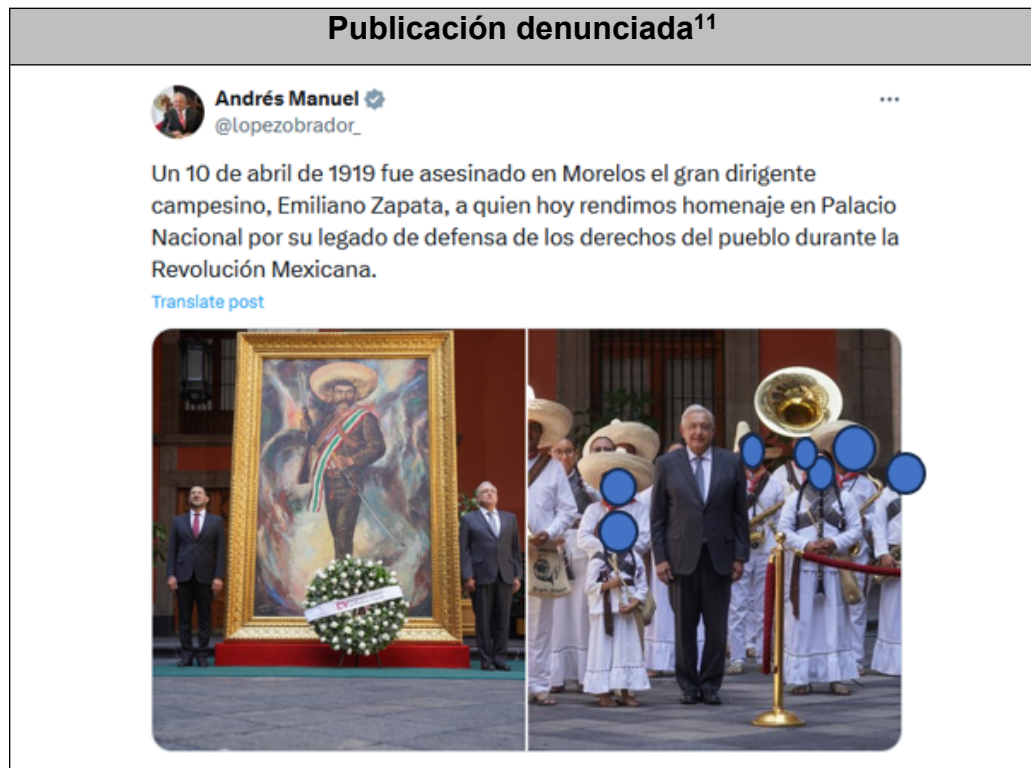 Publicación denunciada¹¹
Andrés Manuel
@lopezobrador_
Un 10 de abril de 1919 fue asesinado en Morelos el gran dirigente
campesino, Emiliano Zapata, a quien hoy rendimos homenaje en Palacio
Nacional por su legado de defensa de los derechos del pueblo durante la
Revolución Mexicana.
Translate post
CV